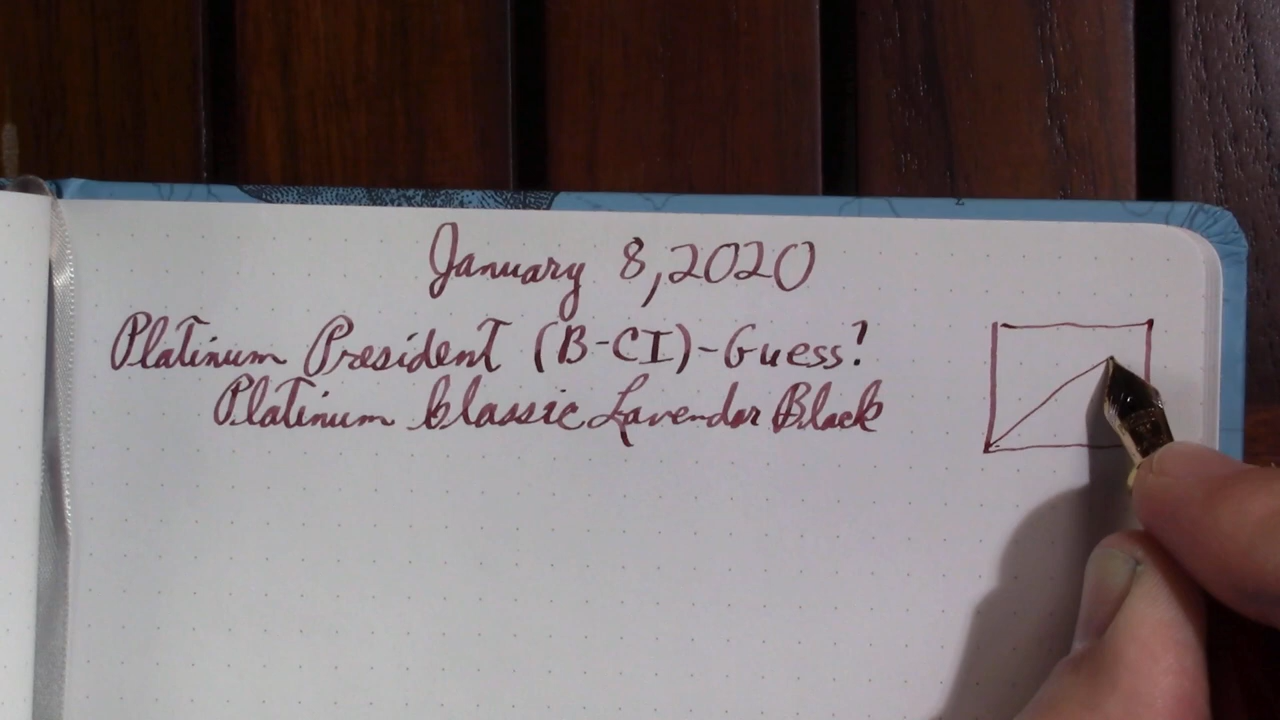 January 8, 2020
Platinum President (B-CI)-Guess!
Platinum Classic Lavender Black